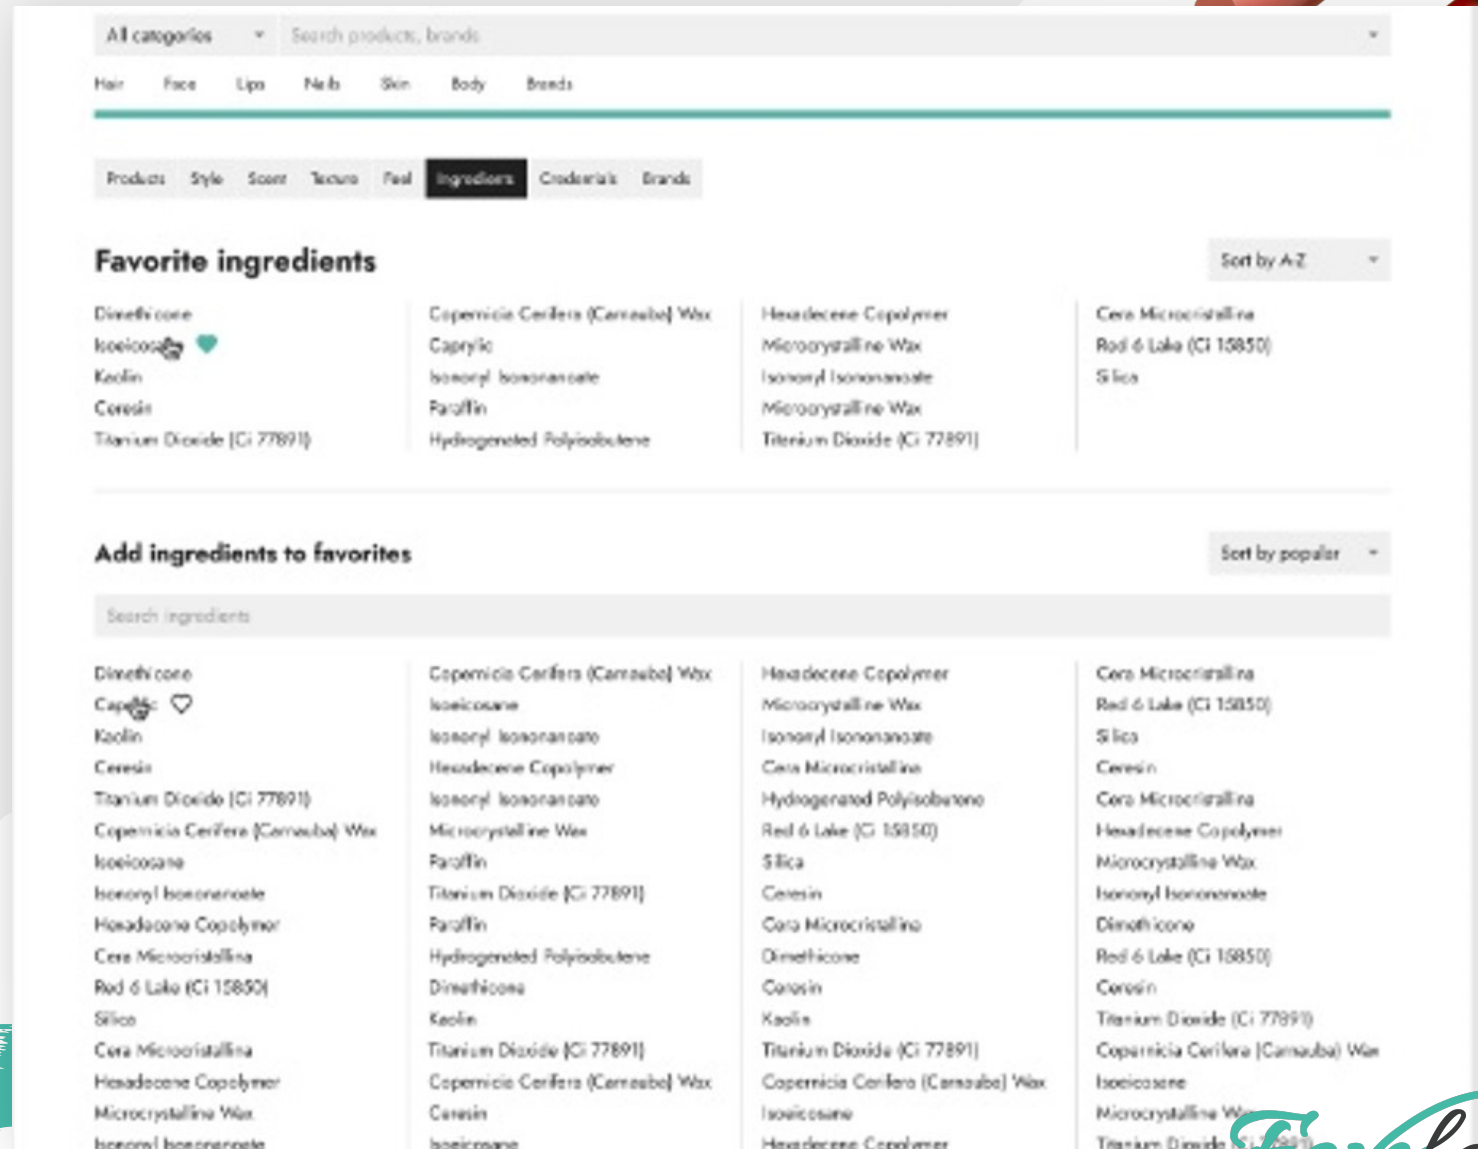 All categories
Search products, brands
Hair Face Lips Nails Skin Body Brands
Products Style Scent Texture Feel Ingredients Credentials Brands
Favorite ingredients
Sort by A-Z
Dimethicone
Kaolin
Ceresin
Titanium Dioxide (Ci 77891)
Copernicia Cerifera (Carnauba) Wax
Caprylic
Isononyl Isononanoate
Paraffin
Hydrogenated Polyisobutene
Hexadecene Copolymer
Microcrystalline Wax
Isononyl Isononanoate
Microcrystalline Wax
Titanium Dioxide (Ci 77891)
Cera Microcristallina
Red 6 Lake (Ci 15850)
Silica
Add ingredients to favorites
Sort by popular
Search ingredients
Dimethicone
Kaolin
Ceresin
Titanium Dioxide (Ci 77891)
Copernicia Cerifera (Carnauba) Wax
Isoeicosane
Isononyl Isononanoate
Hexadecene Copolymer
Cera Microcristallina
Red 6 Lake (Ci 15850)
Silica
Cera Microcristallina
Hexadecene Copolymer
Microcrystalline Wax
Isononyl Isononanoate
Copernicia Cerifera (Carnauba) Wax
Isoeicosane
Isononyl Isononanoate
Hexadecene Copolymer
Isononyl Isononanoate
Microcrystalline Wax
Paraffin
Titanium Dioxide (Ci 77891)
Paraffin
Hydrogenated Polyisobutene
Dimethicone
Kaolin
Titanium Dioxide (Ci 77891)
Copernicia Cerifera (Carnauba) Wax
Ceresin
Isoeicosane
Hexadecene Copolymer
Microcrystalline Wax
Isononyl Isononanoate
Cera Microcristallina
Hydrogenated Polyisobutene
Red 6 Lake (Ci 15850)
Silica
Ceresin
Cera Microcristallina
Dimethicone
Ceresin
Kaolin
Titanium Dioxide (Ci 77891)
Copernicia Cerifera (Carnauba) Wax
Isoeicosane
Hexadecene Copolymer
Cera Microcristallina
Red 6 Lake (Ci 15850)
Silica
Ceresin
Cera Microcristallina
Hexadecene Copolymer
Microcrystalline Wax
Isononyl Isononanoate
Dimethicone
Red 6 Lake (Ci 15850)
Ceresin
Titanium Dioxide (Ci 77891)
Copernicia Cerifera (Carnauba) Wax
Isoeicosane
Microcrystalline Wax
Titanium Dioxide (Ci 77891)